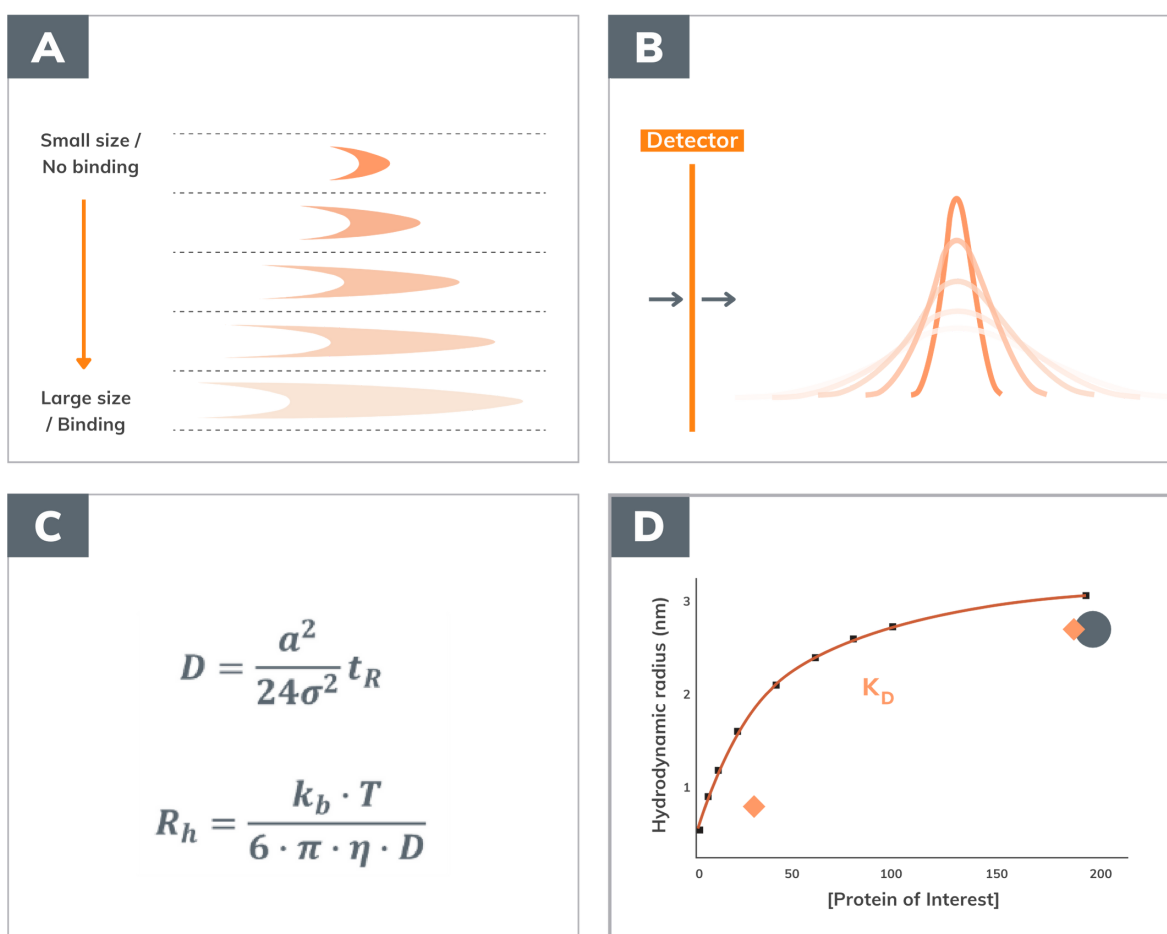 A
Small size /
No binding
Large size
/ Binding
B
Detector
C
D = a²/24σ² t_R
R_h = k_b · T/6 · π · η · D
D
Hydrodynamic radius (nm)
3
2
1
K_D
0 50 100 150 200
[Protein of Interest]